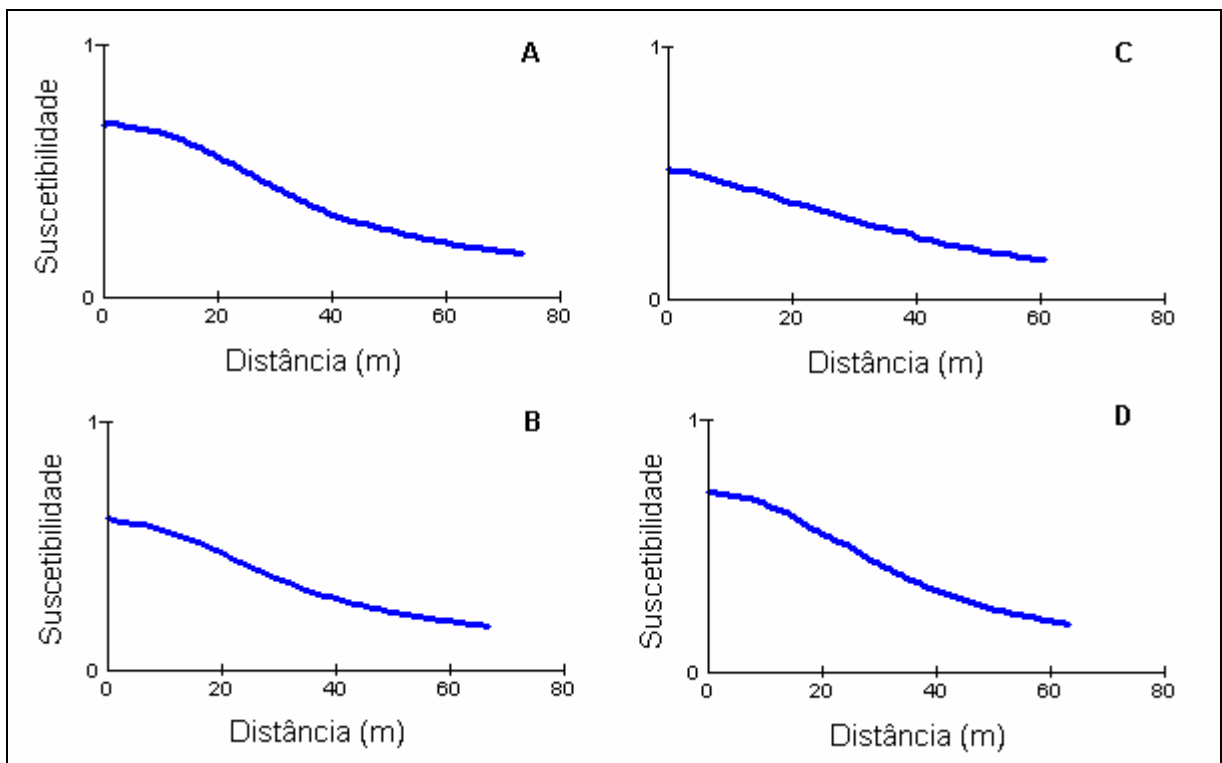 A
1
Suscetibilidade
0
0 20 40 60 80
Distância (m)
C
1
Suscetibilidade
0
0 20 40 60 80
Distância (m)
B
1
Suscetibilidade
0
0 20 40 60 80
Distância (m)
D
1
Suscetibilidade
0
0 20 40 60 80
Distância (m)